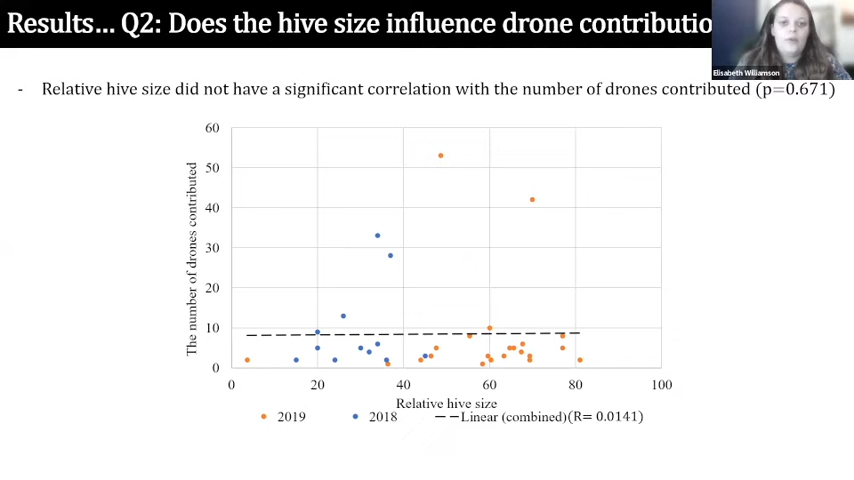 Results... Q2: Does the hive size influence drone contributio
Elisabeth Williamson
- Relative hive size did not have a significant correlation with the number of drones contributed (p=0.671)
The number of drones contributed
60
50
40
30
20
10
0
0 20 40 60 80 100
Relative hive size
2019 2018 Linear (combined)(R= 0.0141)